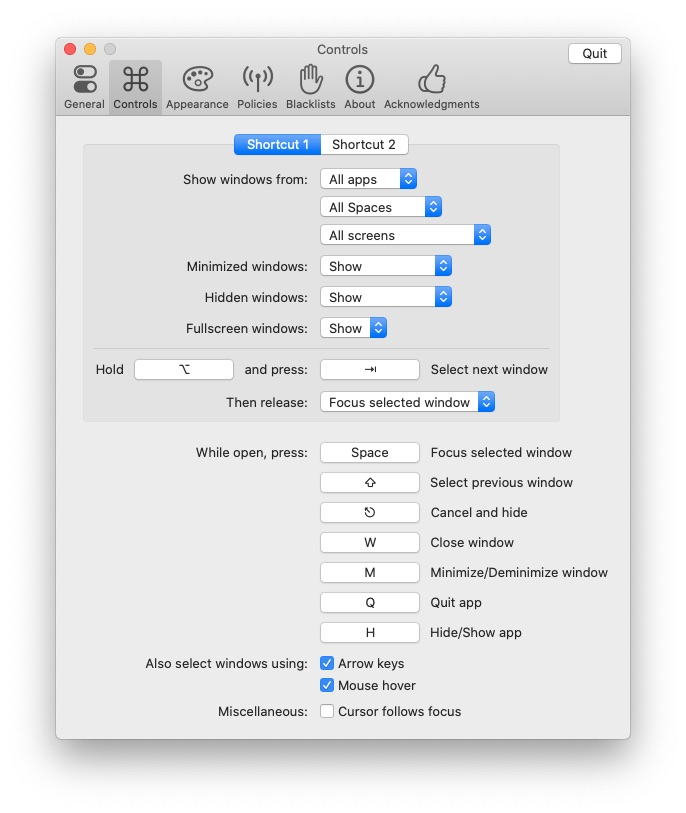 Controls
Quit
General Controls Appearance Policies Blacklists About Acknowledgments
Shortcut 1 Shortcut 2
Show windows from: All apps
All Spaces
All screens
Minimized windows: Show
Hidden windows: Show
Fullscreen windows: Show
Hold ⌥ and press: ⇥ Select next window
Then release: Focus selected window
While open, press: Space Focus selected window
⇧ Select previous window
⎋ Cancel and hide
W Close window
M Minimize/Deminimize window
Q Quit app
H Hide/Show app
Also select windows using: Arrow keys
Mouse hover
Miscellaneous: Cursor follows focus